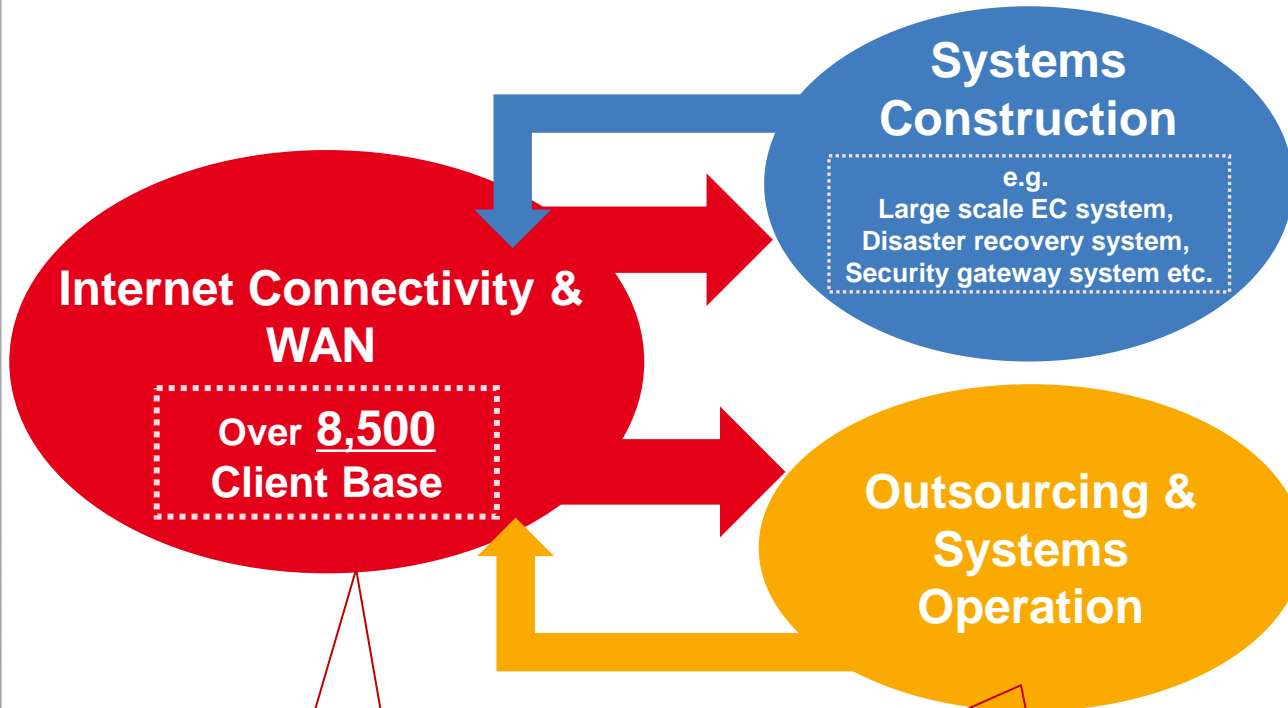 Systems
Construction
e.g.
Large scale EC system,
Disaster recovery system,
Security gateway system etc.
Internet Connectivity &
WAN
Over 8,500
Client Base
Outsourcing &
Systems
Operation